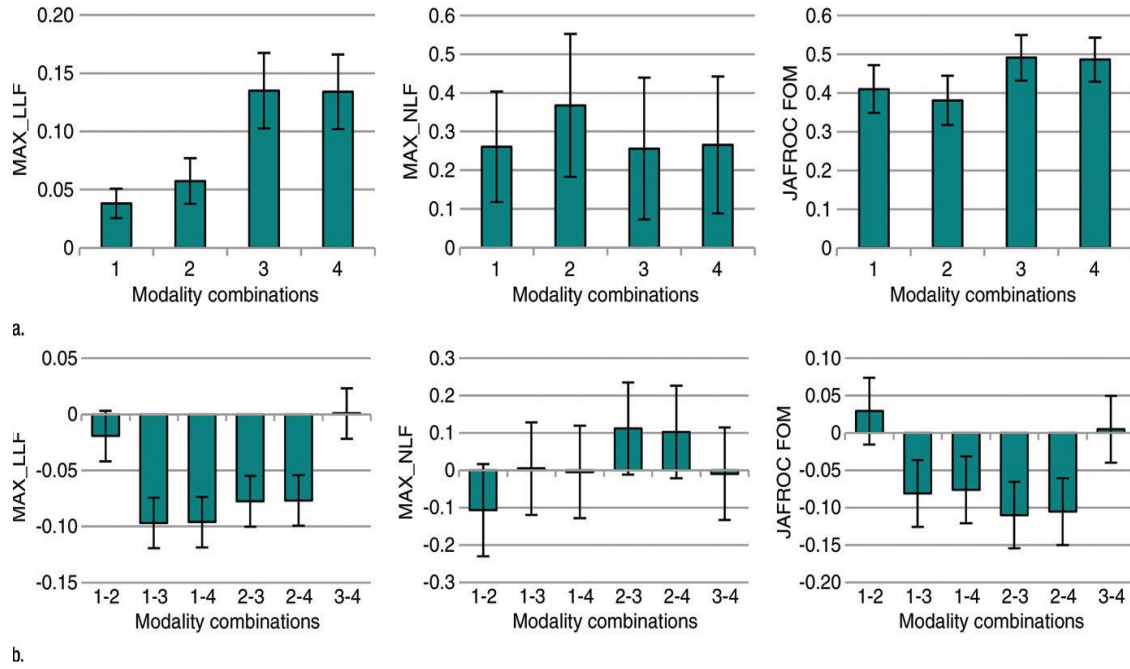 0.20
0.15
0.10
0.05
0
MAX_LLF
1 2 3 4
Modality combinations
0.6
0.5
0.4
0.3
0.2
0.1
0
MAX_NLF
1 2 3 4
Modality combinations
0.6
0.5
0.4
0.3
0.2
0.1
0
JAFROC FOM
1 2 3 4
Modality combinations
a.
0.05
0
-0.05
-0.10
-0.15
MAX_LLF
1-2 1-3 1-4 2-3 2-4 3-4
Modality combinations
0.3
0.2
0.1
0
-0.1
-0.2
-0.3
MAX_NLF
1-2 1-3 1-4 2-3 2-4 3-4
Modality combinations
0.10
0.05
0
-0.05
-0.10
-0.15
-0.20
JAFROC FOM
1-2 1-3 1-4 2-3 2-4 3-4
Modality combinations
b.